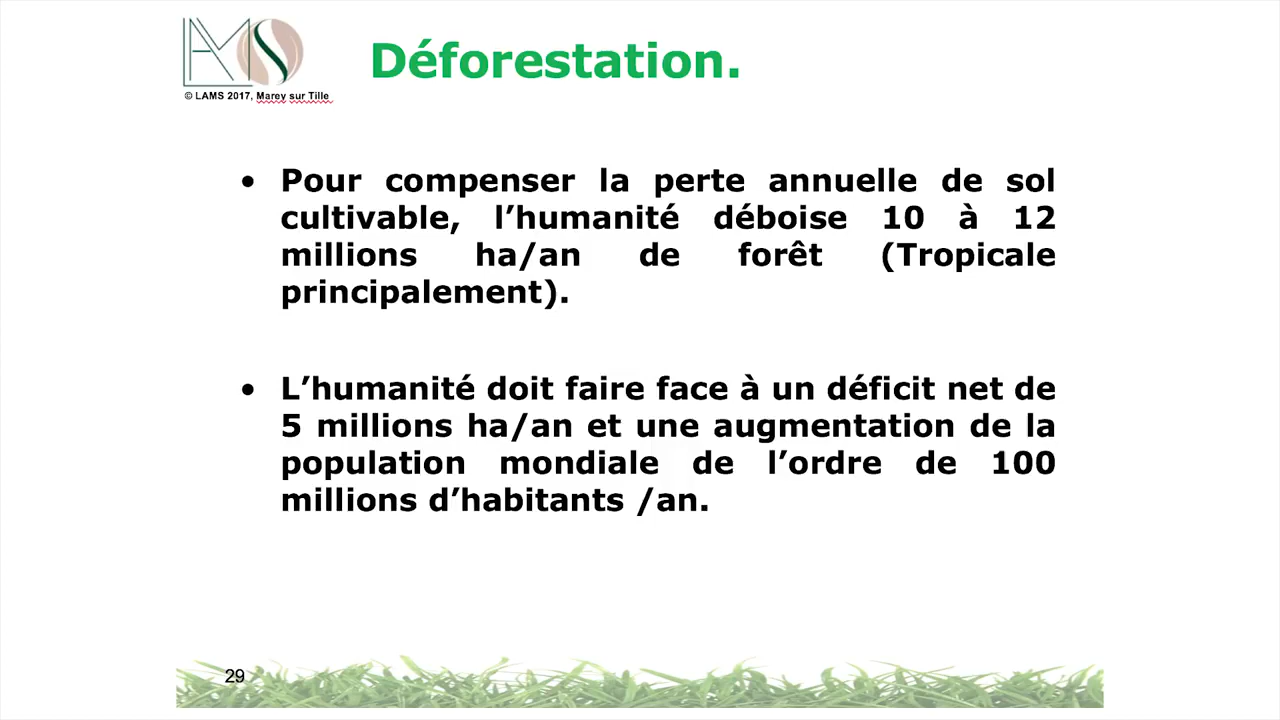 LAMS
© LAMS 2017, Marey sur Tille
Déforestation.
• Pour compenser la perte annuelle de sol
cultivable, l’humanité déboise 10 à 12
millions ha/an de forêt (Tropicale
principalement).
• L’humanité doit faire face à un déficit net de
5 millions ha/an et une augmentation de la
population mondiale de l’ordre de 100
millions d’habitants /an.
29